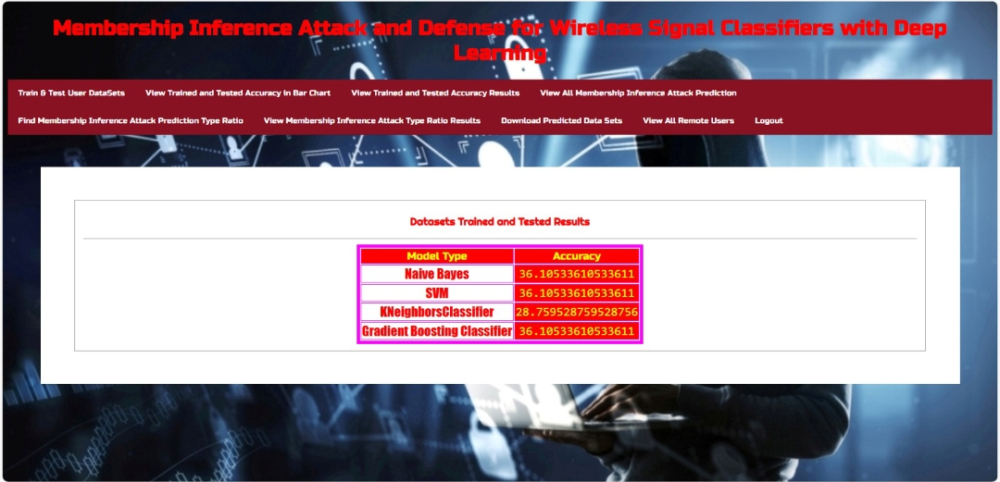 Membership Inference Attack and Defense for Wireless Signal Classifiers with Deep
Learning
Train & Test User DataSets View Trained and Tested Accuracy in Bar Chart View Trained and Tested Accuracy Results View All Membership Inference Attack Prediction
Find Membership Inference Attack Prediction Type Ratio View Membership Inference Attack Type Ratio Results Download Predicted Data Sets View All Remote Users Logout
Datasets Trained and Tested Results
Model Type Accuracy
Naive Bayes 36.10533610533611
SVM 36.10533610533611
KNeighborsClassifier 28.759528759528756
Gradient Boosting Classifier 36.10533610533611